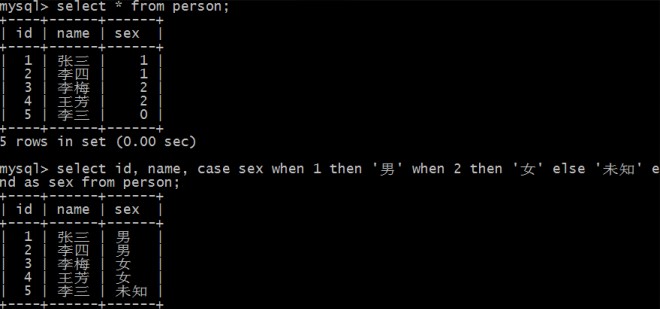 mysql> select * from person;
+----+------+------+
| id | name | sex  |
+----+------+------+
|  1 | 张三 |    1 |
|  2 | 李四 |    1 |
|  3 | 李梅 |    2 |
|  4 | 王芳 |    2 |
|  5 | 李三 |    0 |
+----+------+------+
5 rows in set (0.00 sec)
mysql> select id, name, case sex when 1 then '男' when 2 then '女' else '未知' e
nd as sex from person;
+----+------+------+
| id | name | sex  |
+----+------+------+
|  1 | 张三 | 男   |
|  2 | 李四 | 男   |
|  3 | 李梅 | 女   |
|  4 | 王芳 | 女   |
|  5 | 李三 | 未知 |
+----+------+------+